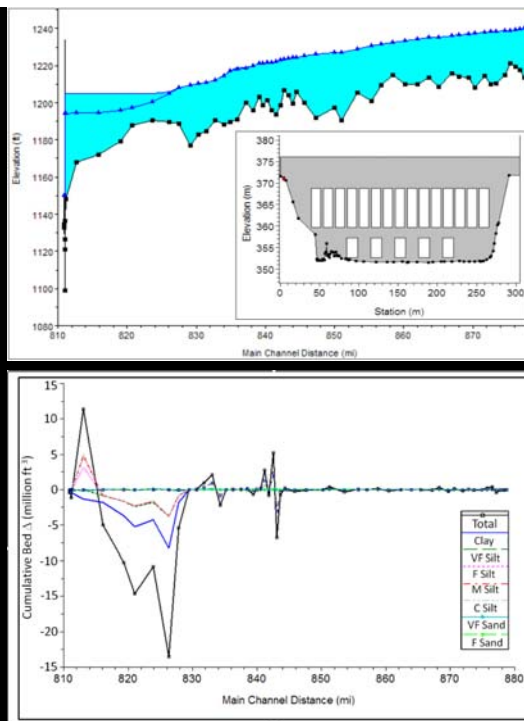 1240
1220
1200
1180
1160
1140
1120
1100
1080
Elevation (ft)
375
370
365
360
355
350
Elevation (m)
0 50 100 150 200 250 300
Station (m)
810 820 830 840 850 860 870
Main Channel Distance (mi)
15
10
5
0
-5
-10
-15
-20
-25
-15
Cumulative Bed Δ (million ft ³)
Total
Clay
VF Silt
F Silt
M Silt
C Silt
VF Sand
F Sand
810 820 830 840 850 860 870 880
Main Channel Distance (mi)